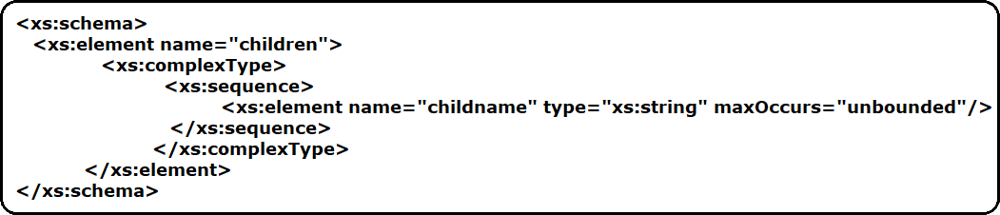 <xs:schema>
<xs:element name="children">
<xs:complexType>
<xs:sequence>
<xs:element name="childname" type="xs:string" maxOccurs="unbounded"/>
</xs:sequence>
</xs:complexType>
</xs:element>
</xs:schema>